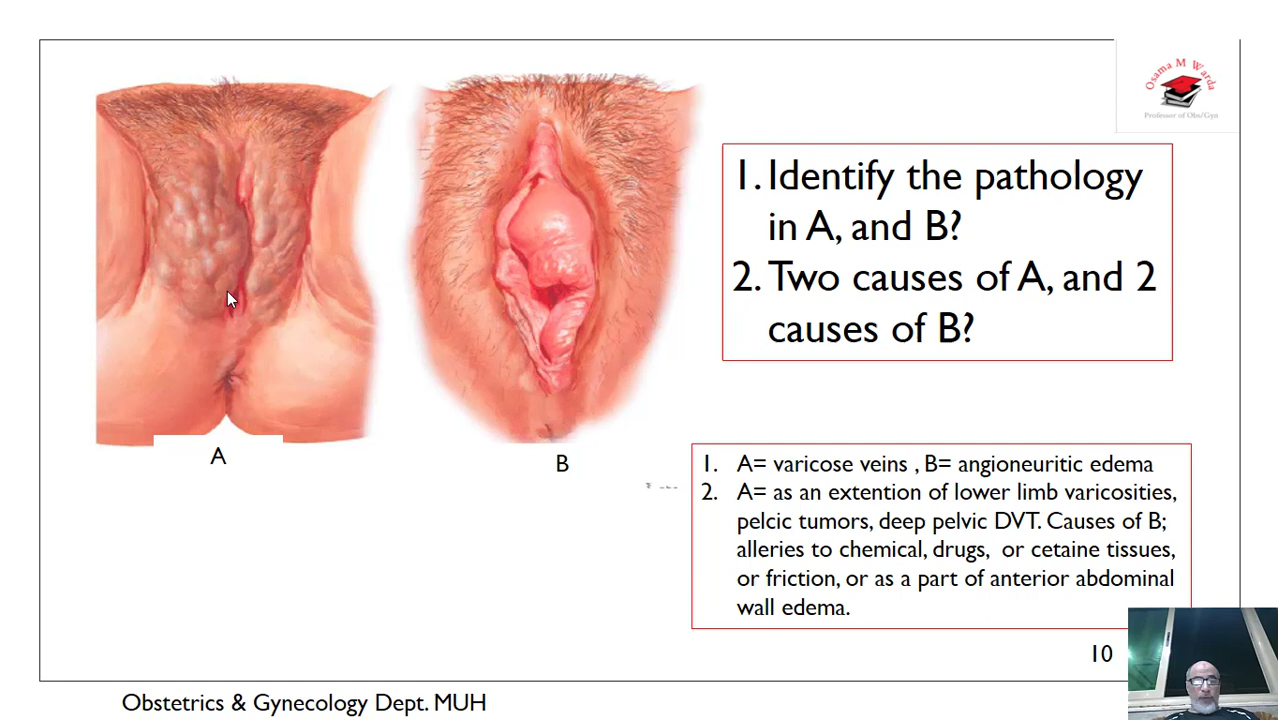 Osama M Warda
Professor of Obs/Gyn
1. Identify the pathology
in A, and B?
2. Two causes of A, and 2
causes of B?
A
B
1. A= varicose veins , B= angioneuritic edema
2. A= as an extention of lower limb varicosities,
pelcic tumors, deep pelvic DVT. Causes of B;
alleries to chemical, drugs, or cetaine tissues,
or friction, or as a part of anterior abdominal
wall edema.
10
Obstetrics & Gynecology Dept. MUH